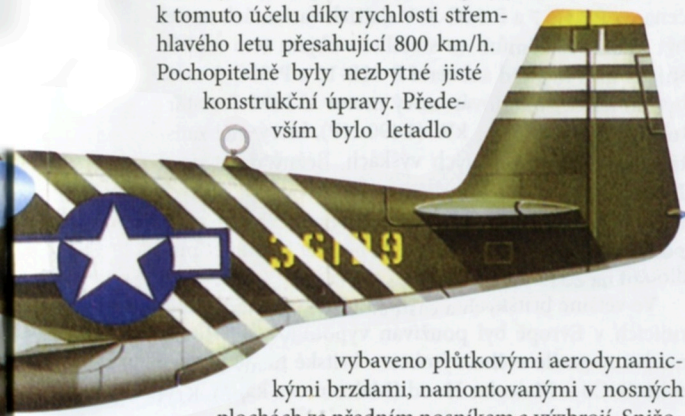 k tomuto účelu díky rychlosti střem-
hlavého letu přesahující 800 km/h.
Pochopitelně byly nezbytné jisté
konstrukční úpravy. Přede-
vším bylo letadlo
vybaveno plůtkovými aerodynamic-
kými brzdami, namontovanými v nosných